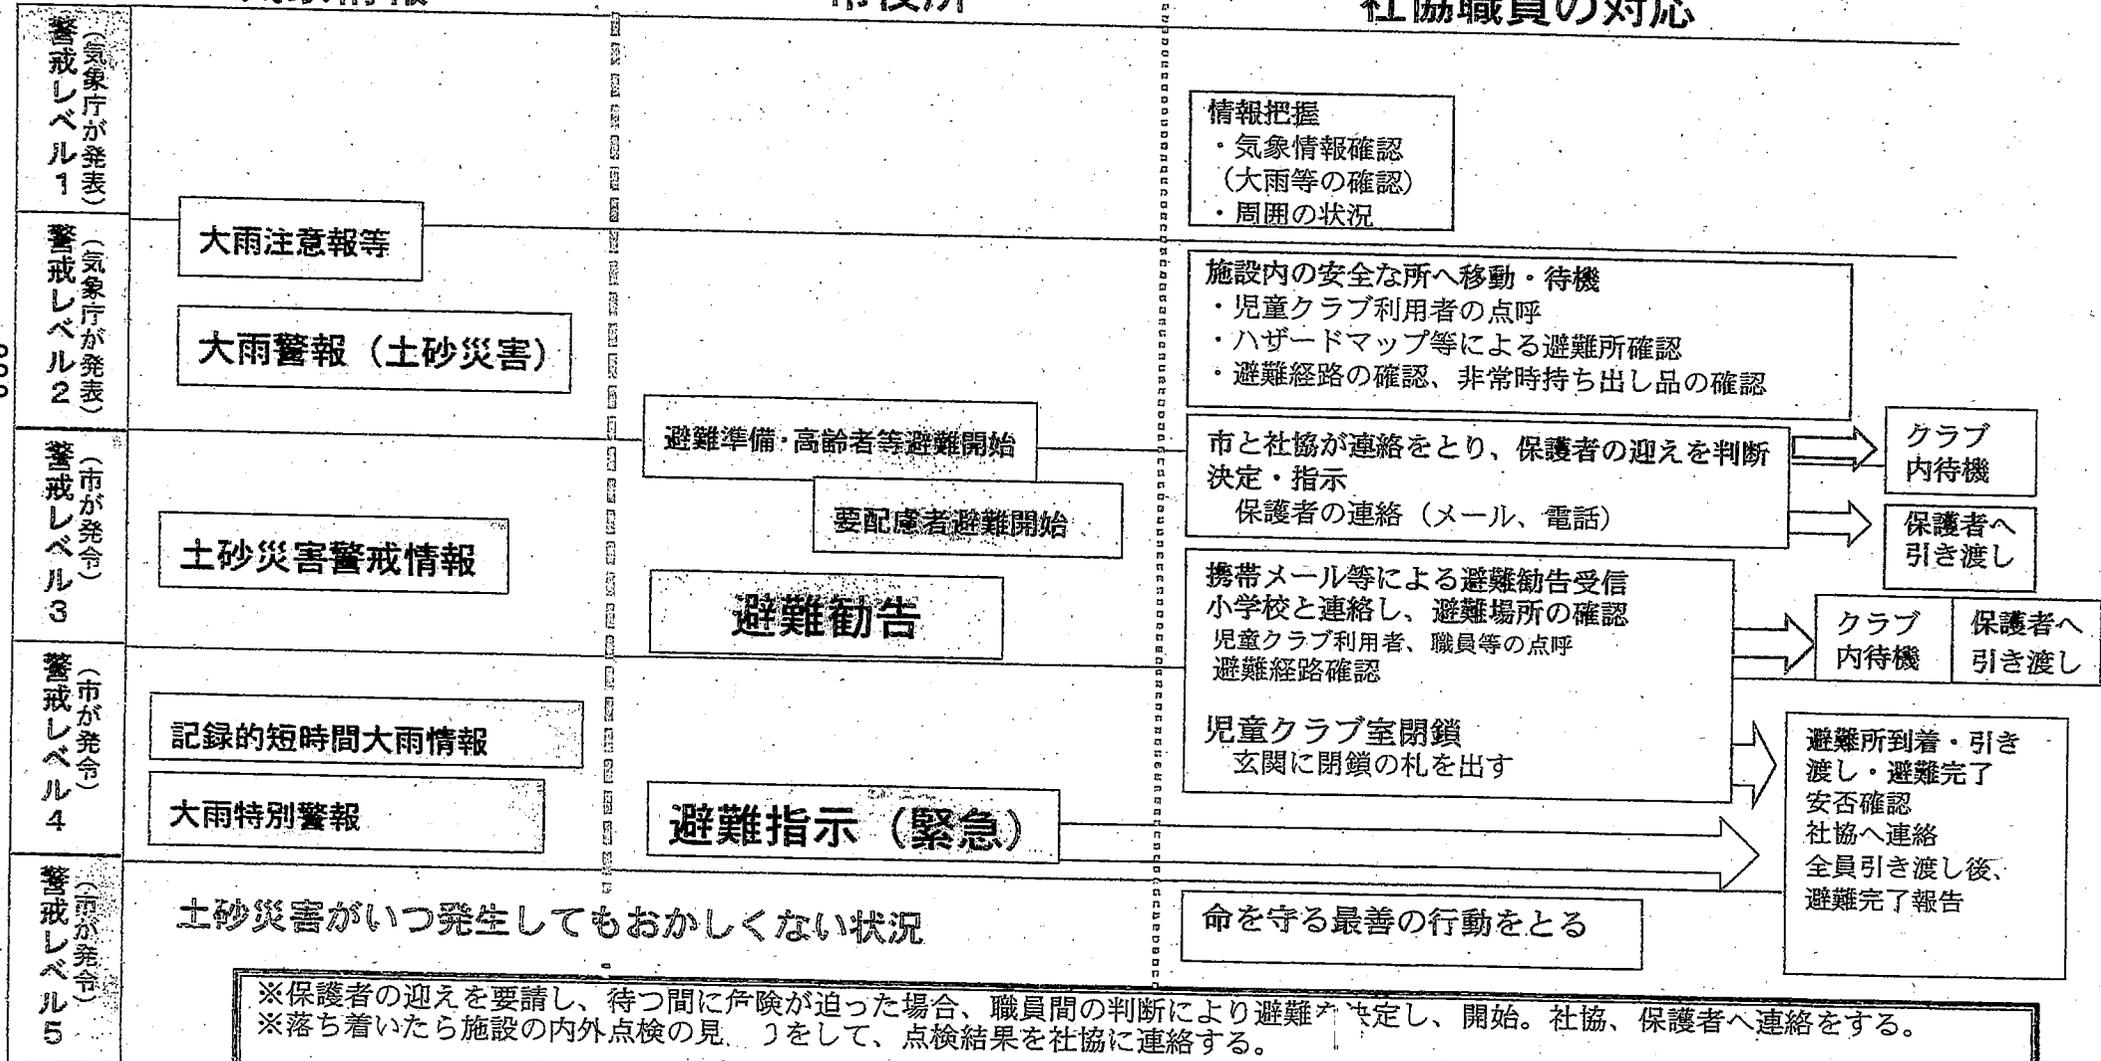 市役所
社協職員の対応
警戒レベル1
（気象庁が発表）
情報把握
・気象情報確認
（大雨等の確認）
・周囲の状況
警戒レベル2
（気象庁が発表）
大雨注意報等
大雨警報（土砂災害）
施設内の安全な所へ移動・待機
・児童クラブ利用者の点呼
・ハザードマップ等による避難所確認
・避難経路の確認、非常時持ち出し品の確認
警戒レベル3
（市が発令）
避難準備・高齢者等避難開始
要配慮者避難開始
土砂災害警戒情報
避難勧告
市と社協が連絡をとり、保護者の迎えを判断
決定・指示
保護者の連絡（メール、電話）
クラブ
内待機
保護者へ
引き渡し
携帯メール等による避難勧告受信
小学校と連絡し、避難場所の確認
児童クラブ利用者、職員等の点呼
避難経路確認
児童クラブ室閉鎖
玄関に閉鎖の札を出す
クラブ
内待機
保護者へ
引き渡し
警戒レベル4
（市が発令）
記録的短時間大雨情報
大雨特別警報
避難指示（緊急）
避難所到着・引き
渡し・避難完了
安否確認
社協へ連絡
全員引き渡し後、
避難完了報告
警戒レベル5
（市が発令）
土砂災害がいつ発生してもおかしくない状況
命を守る最善の行動をとる
※保護者の迎えを要請し、待つ間に危険が迫った場合、職員間の判断により避難を決定し、開始。社協、保護者へ連絡をする。
※落ち着いたら施設の内外点検の見 りをして、点検結果を社協に連絡する。